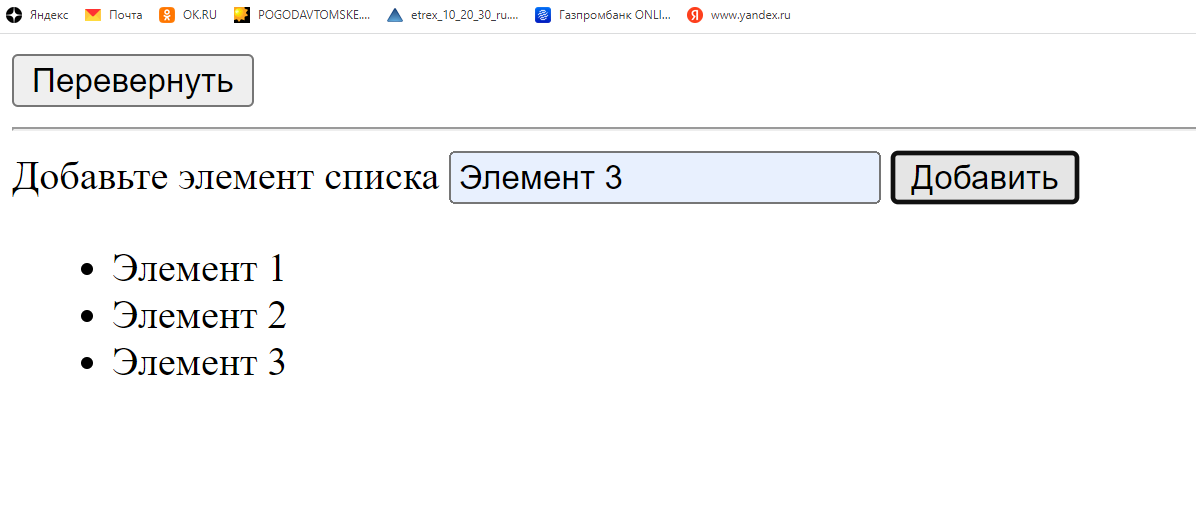 Яндекс Почта OK.RU POGODAVTOMSKE.... etrex_10_20_30_ru.... Газпромбанк ONLI... www.yandex.ru
Перевернуть
Добавьте элемент списка Элемент 3 Добавить
Элемент 1
Элемент 2
Элемент 3